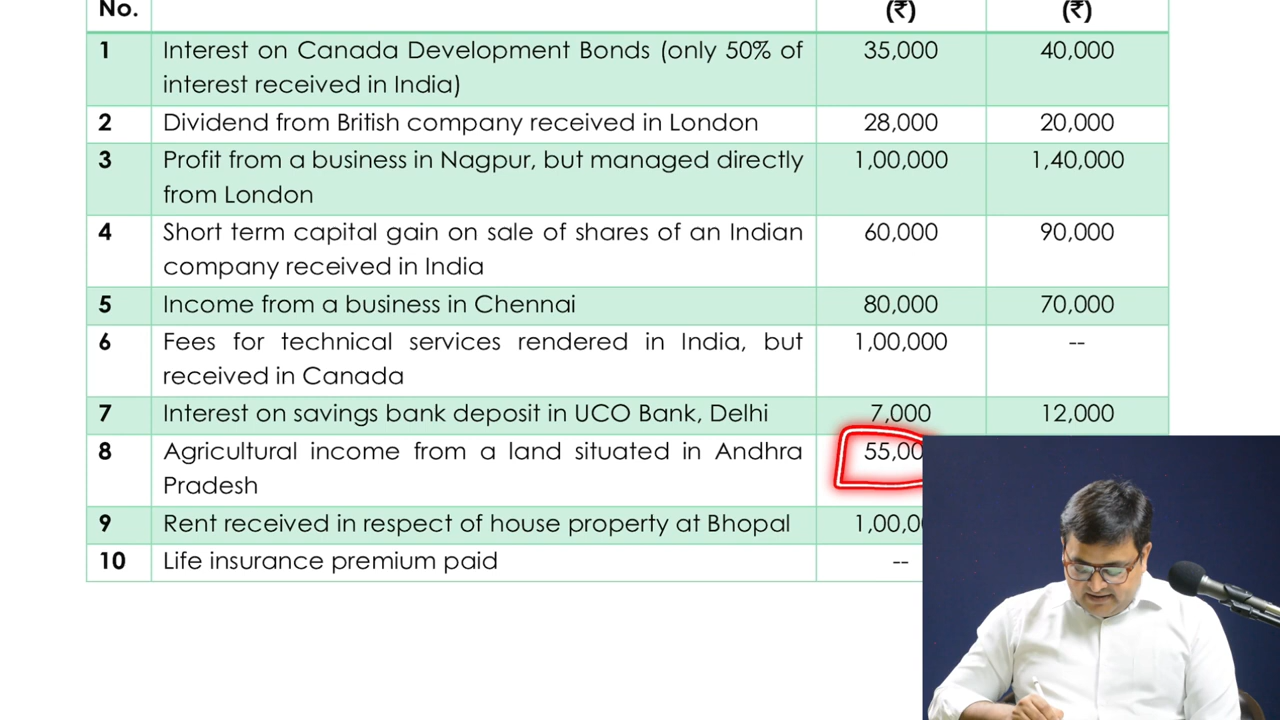 No. (₹) (₹)
1 Interest on Canada Development Bonds (only 50% of 35,000 40,000
interest received in India)
2 Dividend from British company received in London 28,000 20,000
3 Profit from a business in Nagpur, but managed directly 1,00,000 1,40,000
from London
4 Short term capital gain on sale of shares of an Indian 60,000 90,000
company received in India
5 Income from a business in Chennai 80,000 70,000
6 Fees for technical services rendered in India, but 1,00,000 --
received in Canada
7 Interest on savings bank deposit in UCO Bank, Delhi 7,000 12,000
8 Agricultural income from a land situated in Andhra 55,00
Pradesh
9 Rent received in respect of house property at Bhopal 1,00,0
10 Life insurance premium paid --